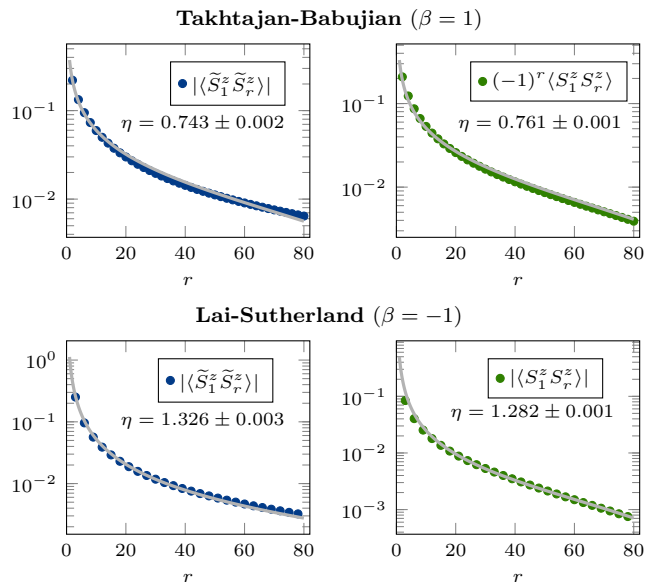 Takhtajan-Babujian (β = 1)
10⁻¹
10⁻²
|⟨S̃₁ᶻ S̃ᵣᶻ⟩|
η = 0.743 ± 0.002
0 20 40 60 80
r
10⁻¹
10⁻²
(−1)ʳ⟨S₁ᶻSᵣᶻ⟩
η = 0.761 ± 0.001
0 20 40 60 80
r
Lai-Sutherland (β = −1)
10⁰
10⁻¹
10⁻²
|⟨S̃₁ᶻ S̃ᵣᶻ⟩|
η = 1.326 ± 0.003
0 20 40 60 80
r
10⁻¹
10⁻²
10⁻³
|⟨S₁ᶻSᵣᶻ⟩|
η = 1.282 ± 0.001
0 20 40 60 80
r